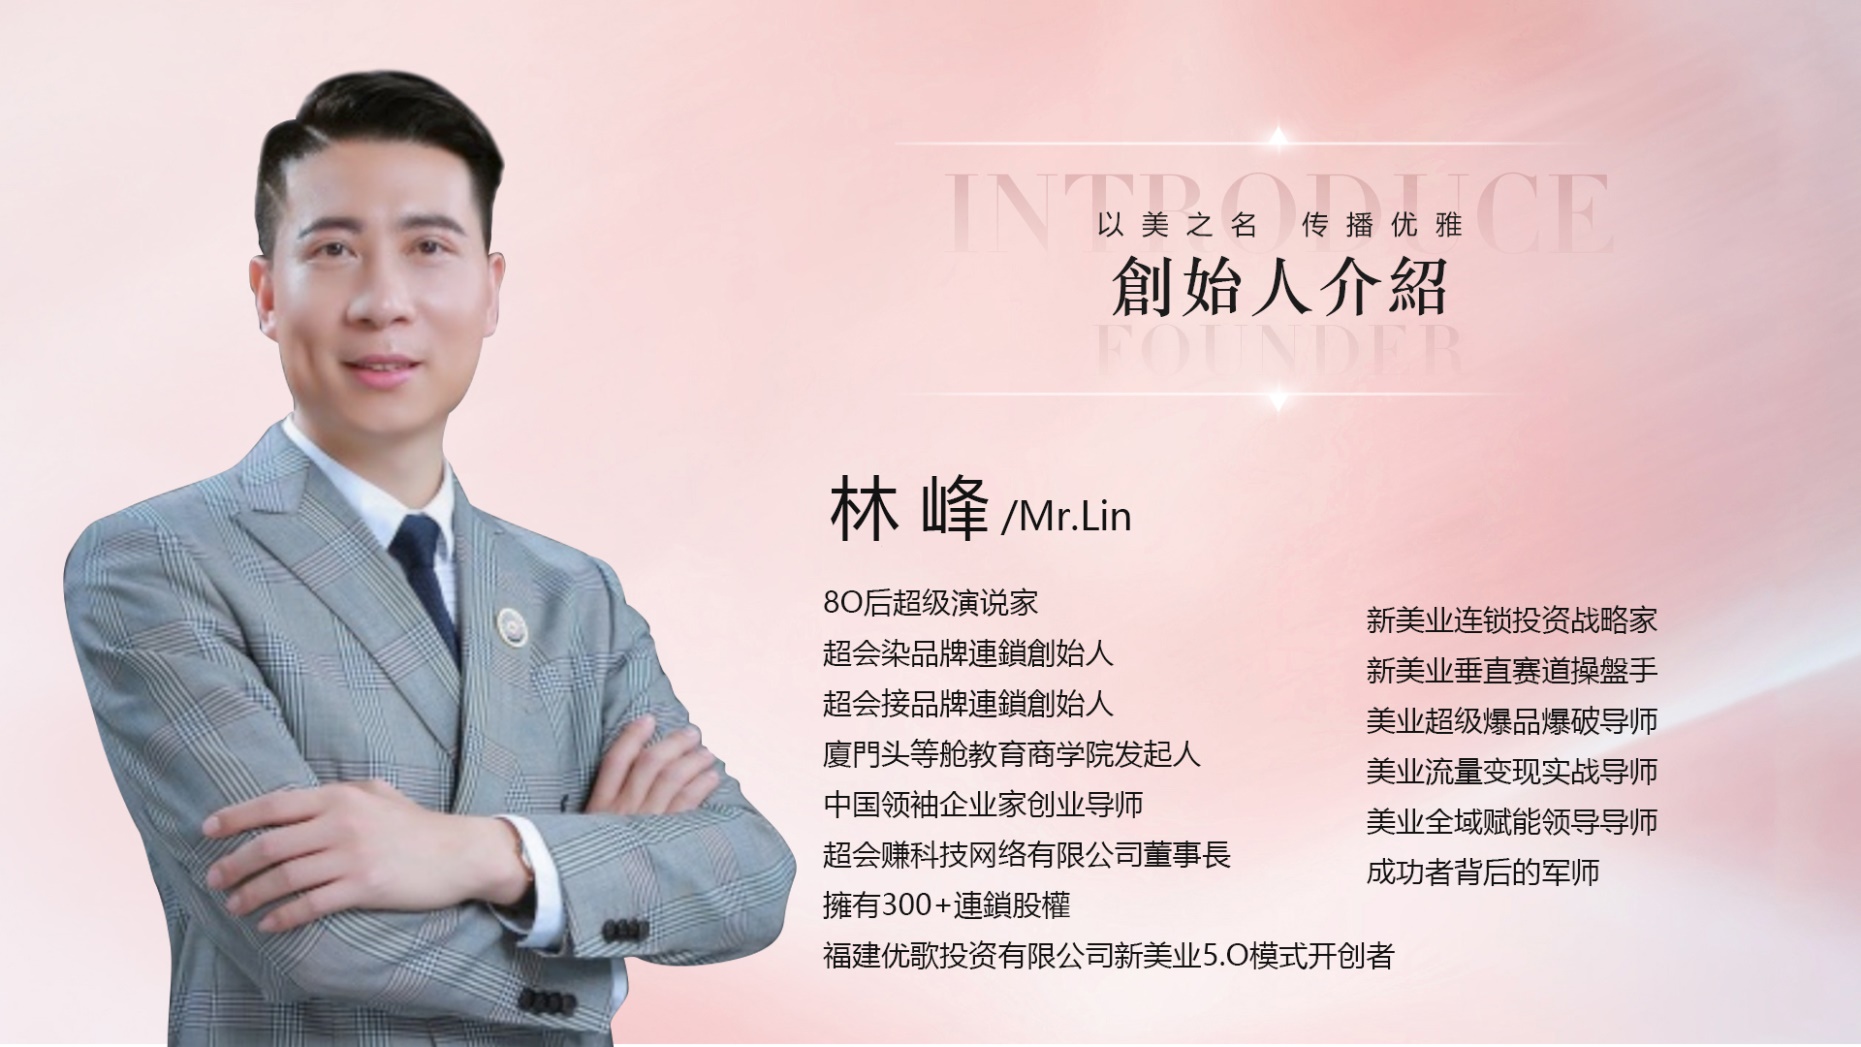 INTRODUCE
以美之名 传播优雅
創始人介紹
FOUNDER
林峰/Mr.Lin
8O后超级演说家
超会染品牌連鎖創始人
超会接品牌連鎖創始人
廈門头等舱教育商学院发起人
中国领袖企业家创业导师
超会赚科技网络有限公司董事長
擁有300+連鎖股權
福建优歌投资有限公司新美业5.O模式开创者
新美业连锁投资战略家
新美业垂直赛道操盤手
美业超级爆品爆破导师
美业流量变现实战导师
美业全域赋能领导导师
成功者背后的军师